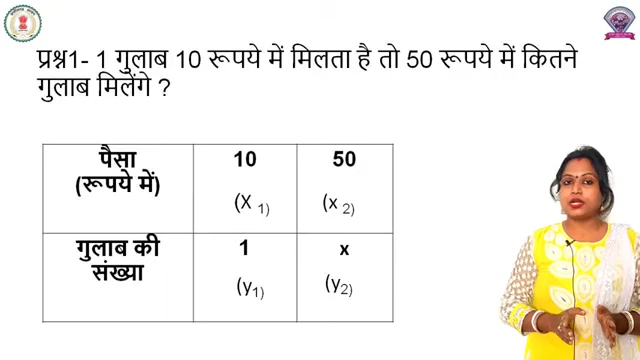 प्रश्न1- 1 गुलाब 10 रूपये में मिलता है तो 50 रूपये में कितने
गुलाब मिलेंगे ?
पैसा 10 50
(रूपये में) (X 1) (x 2)
गुलाब की 1 x
संख्या (y1) (y2)